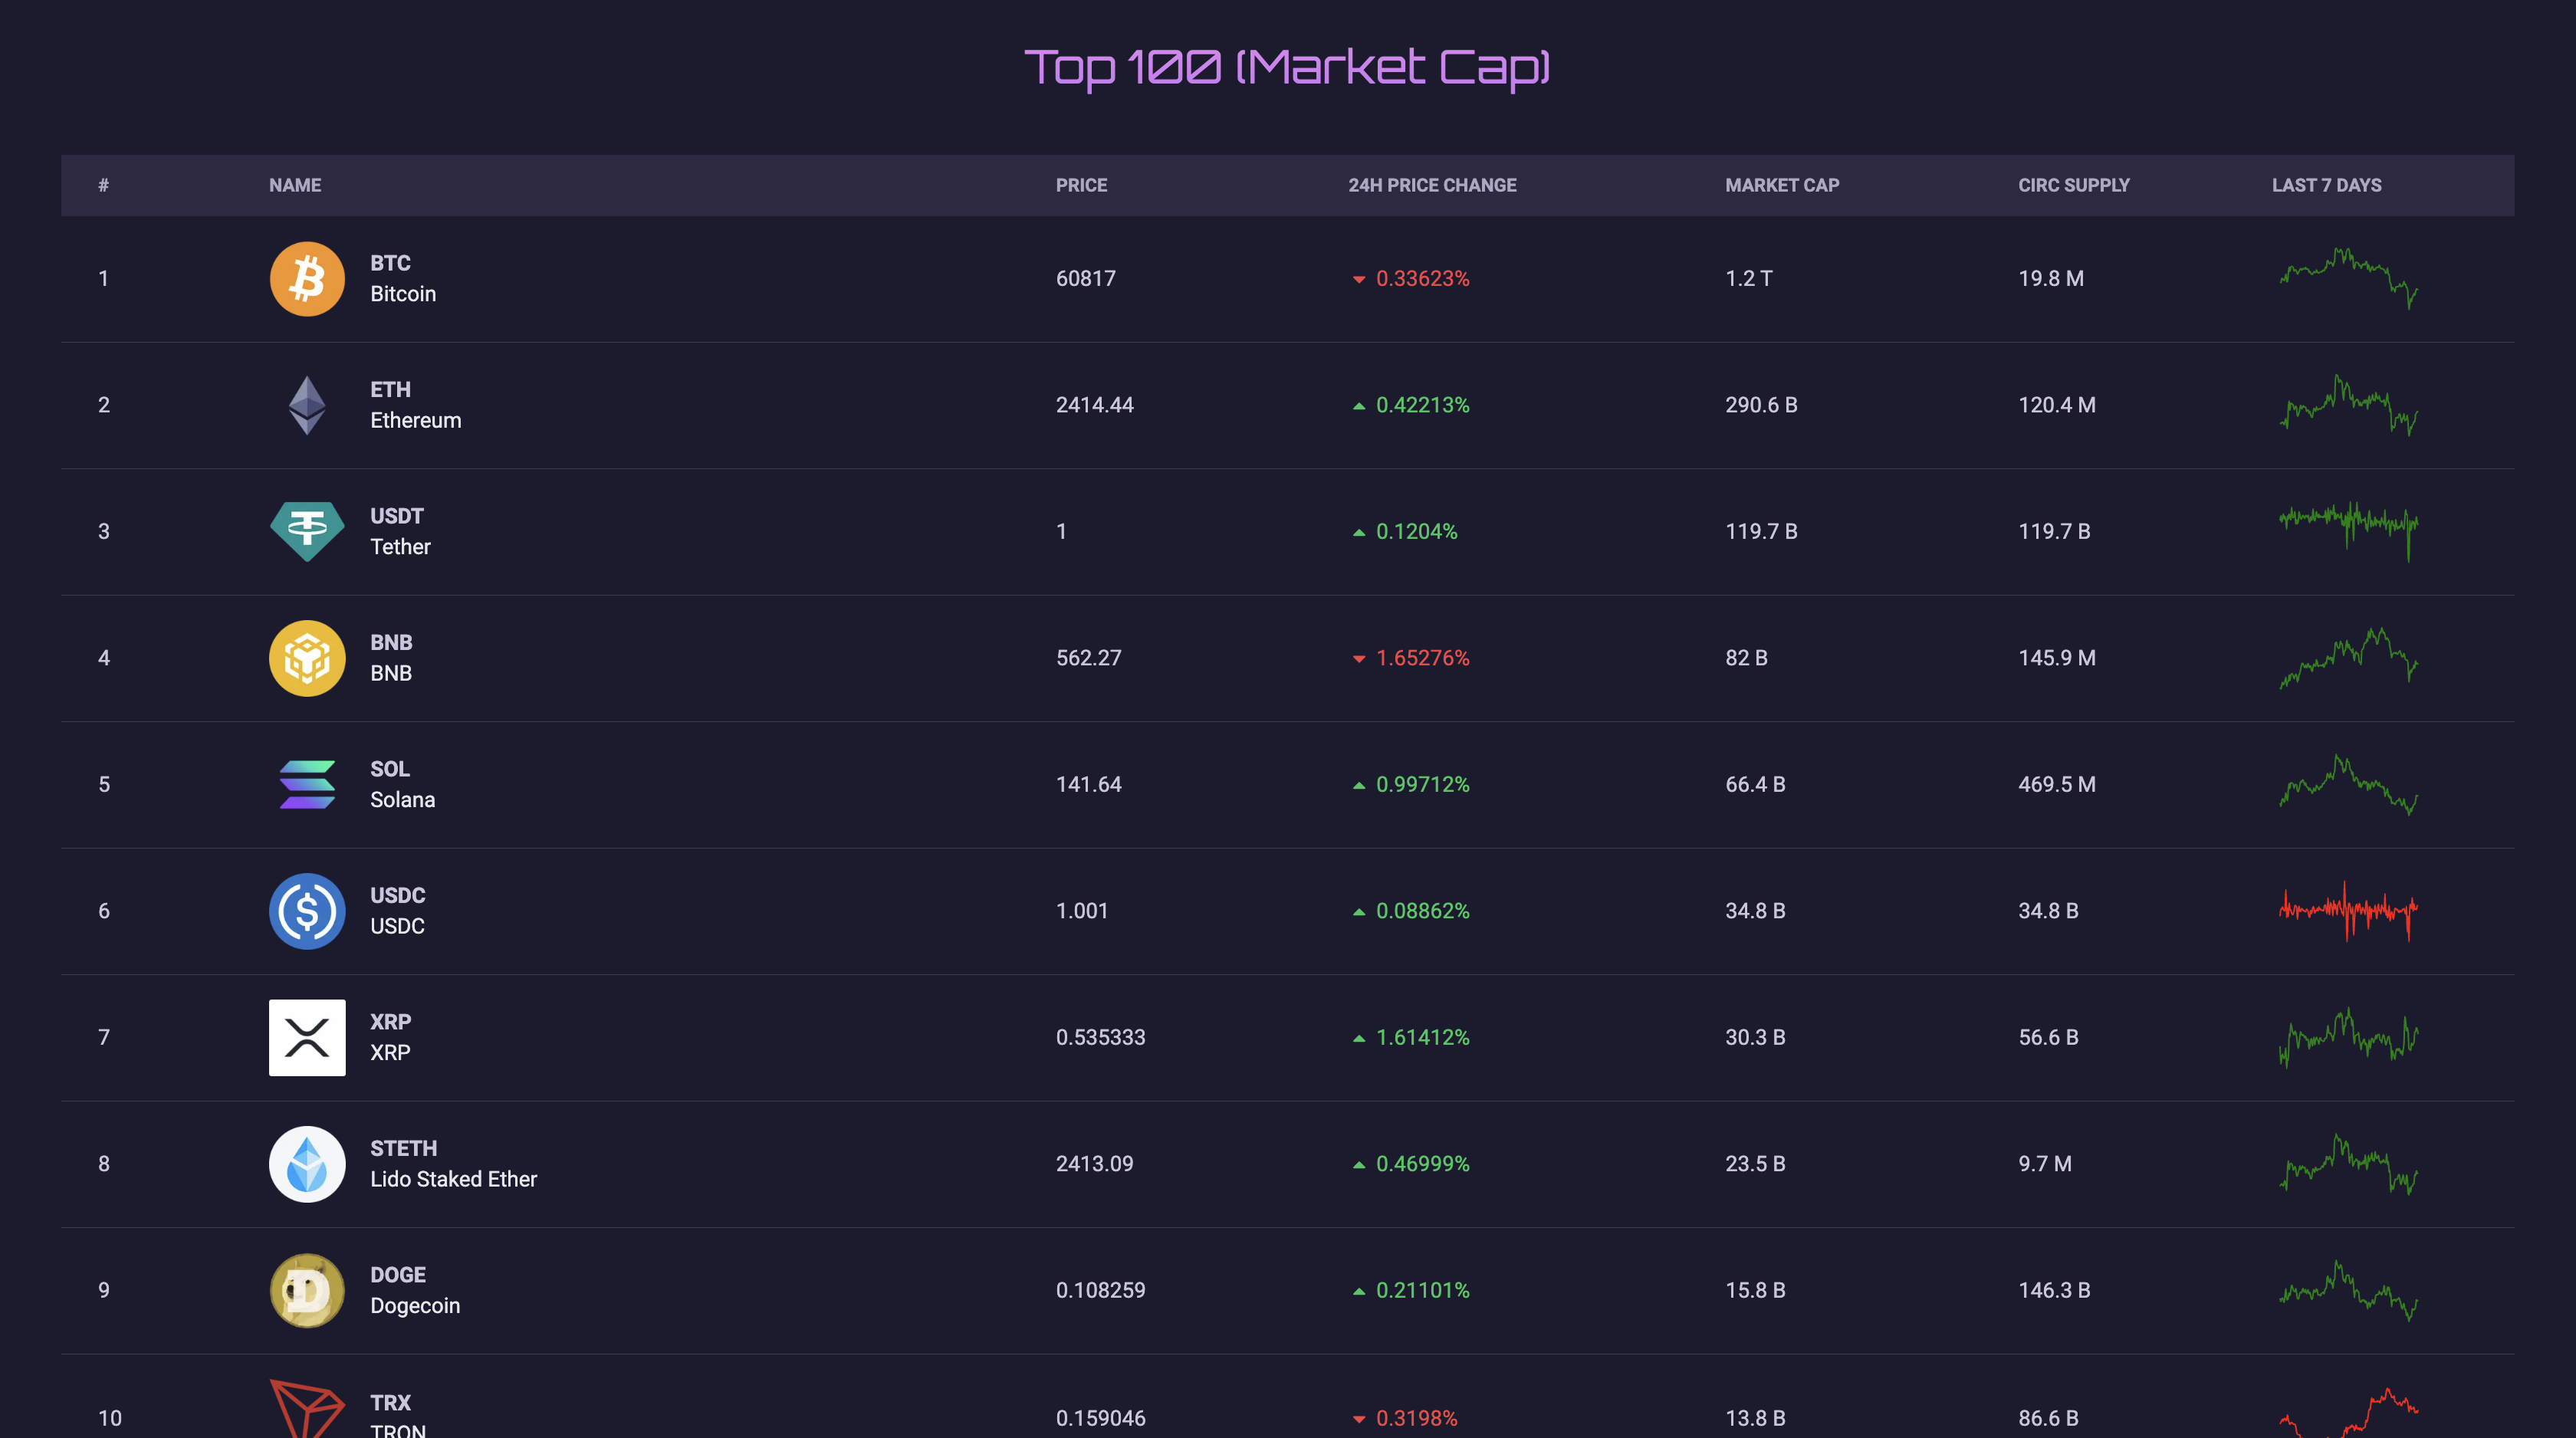 Top 100 (Market Cap)
# NAME PRICE 24H PRICE CHANGE MARKET CAP CIRC SUPPLY LAST 7 DAYS
1 BTC 60817 0.33623% 1.2 T 19.8 M
Bitcoin
2 ETH 2414.44 0.42213% 290.6 B 120.4 M
Ethereum
3 USDT 1 0.1204% 119.7 B 119.7 B
Tether
4 BNB 562.27 1.65276% 82 B 145.9 M
BNB
5 SOL 141.64 0.99712% 66.4 B 469.5 M
Solana
6 USDC 1.001 0.08862% 34.8 B 34.8 B
USDC
7 XRP 0.535333 1.61412% 30.3 B 56.6 B
XRP
8 STETH 2413.09 0.46999% 23.5 B 9.7 M
Lido Staked Ether
9 DOGE 0.108259 0.21101% 15.8 B 146.3 B
Dogecoin
10 TRX 0.159046 0.3198% 13.8 B 86.6 B
TRON